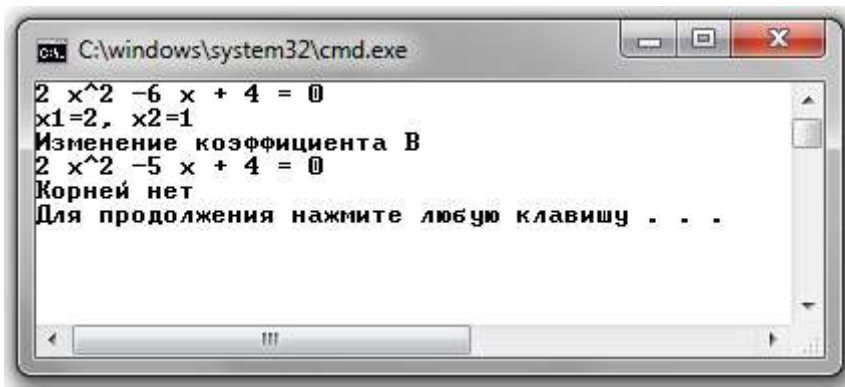 C:\windows\system32\cmd.exe
2 x^2 -6 x + 4 = 0
x1=2, x2=1
Изменение коэффициента В
2 x^2 -5 x + 4 = 0
Корней нет
Для продолжения нажмите любую клавишу . . .